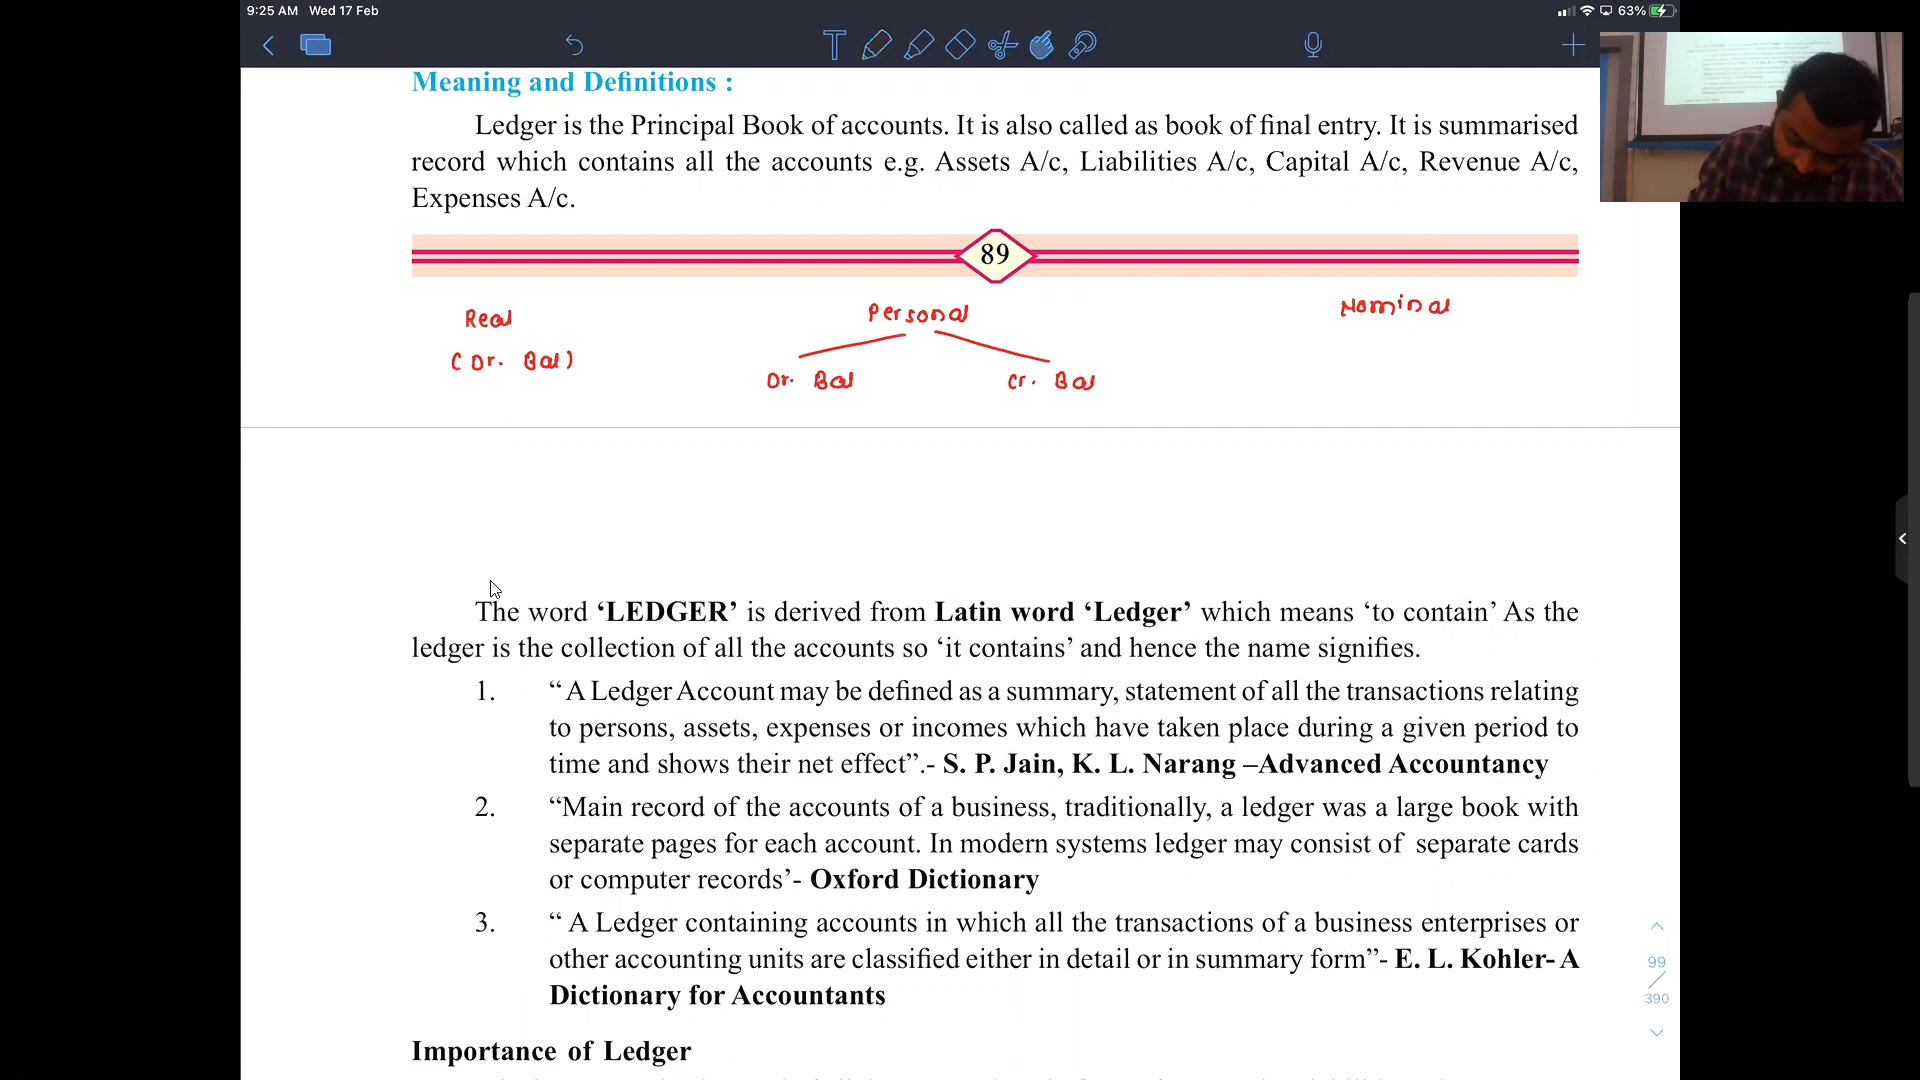 9:25 AM Wed 17 Feb
63%
Meaning and Definitions :
Ledger is the Principal Book of accounts. It is also called as book of final entry. It is summarised
record which contains all the accounts e.g. Assets A/c, Liabilities A/c, Capital A/c, Revenue A/c,
Expenses A/c.
89
Real Personal Nominal
(Dr. Bal)
Dr. Bal Cr. Bal
The word ‘LEDGER’ is derived from Latin word ‘Ledger’ which means ‘to contain’ As the
ledger is the collection of all the accounts so ‘it contains’ and hence the name signifies.
1. “ A Ledger Account may be defined as a summary, statement of all the transactions relating
to persons, assets, expenses or incomes which have taken place during a given period to
time and shows their net effect”.- S. P. Jain, K. L. Narang –Advanced Accountancy
2. “Main record of the accounts of a business, traditionally, a ledger was a large book with
separate pages for each account. In modern systems ledger may consist of separate cards
or computer records’- Oxford Dictionary
3. “ A Ledger containing accounts in which all the transactions of a business enterprises or
other accounting units are classified either in detail or in summary form”- E. L. Kohler- A
Dictionary for Accountants
99
390
Importance of Ledger